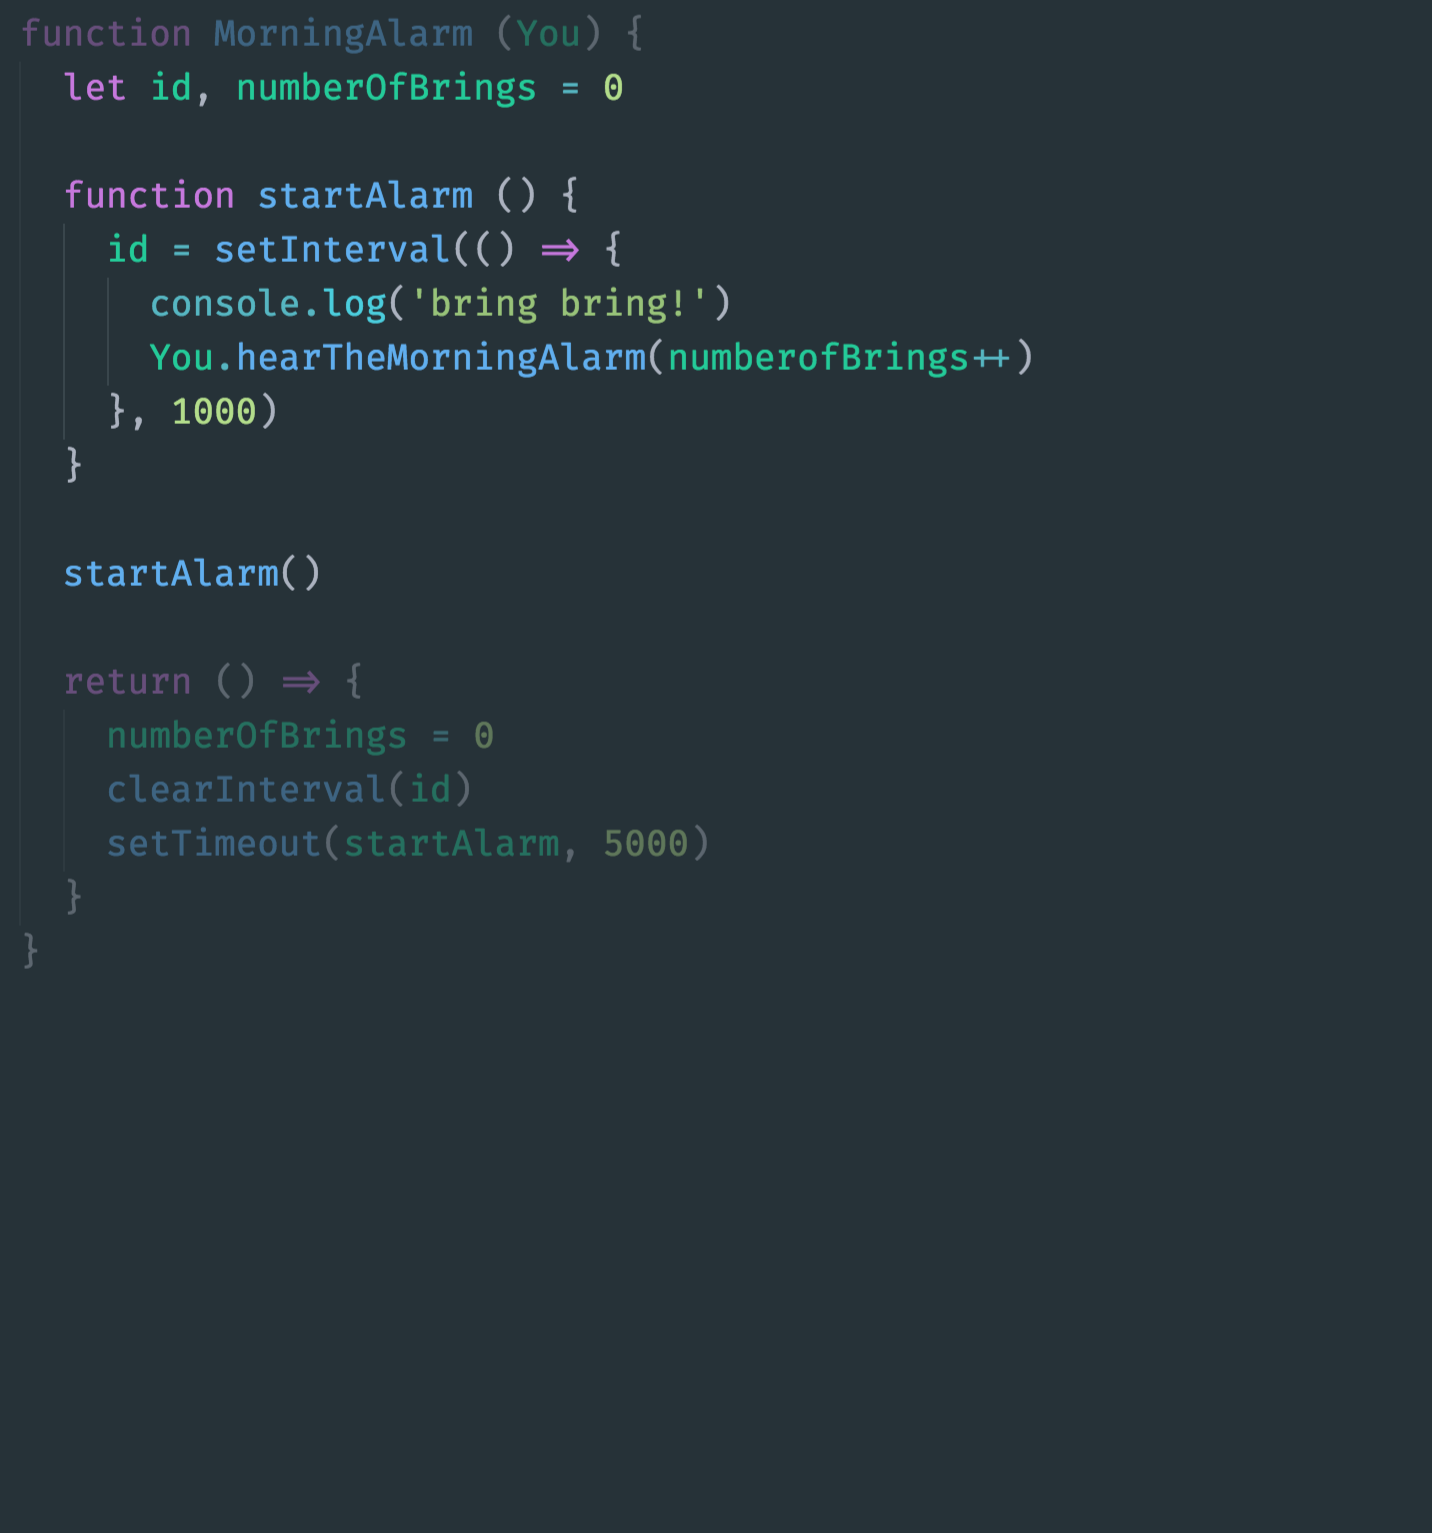 function MorningAlarm (You) {
  let id, numberOfBrings = 0

  function startAlarm () {
    id = setInterval(() => {
      console.log('bring bring!')
      You.hearTheMorningAlarm(numberofBrings++)
    }, 1000)
  }

  startAlarm()

  return () => {
    numberOfBrings = 0
    clearInterval(id)
    setTimeout(startAlarm, 5000)
  }
}